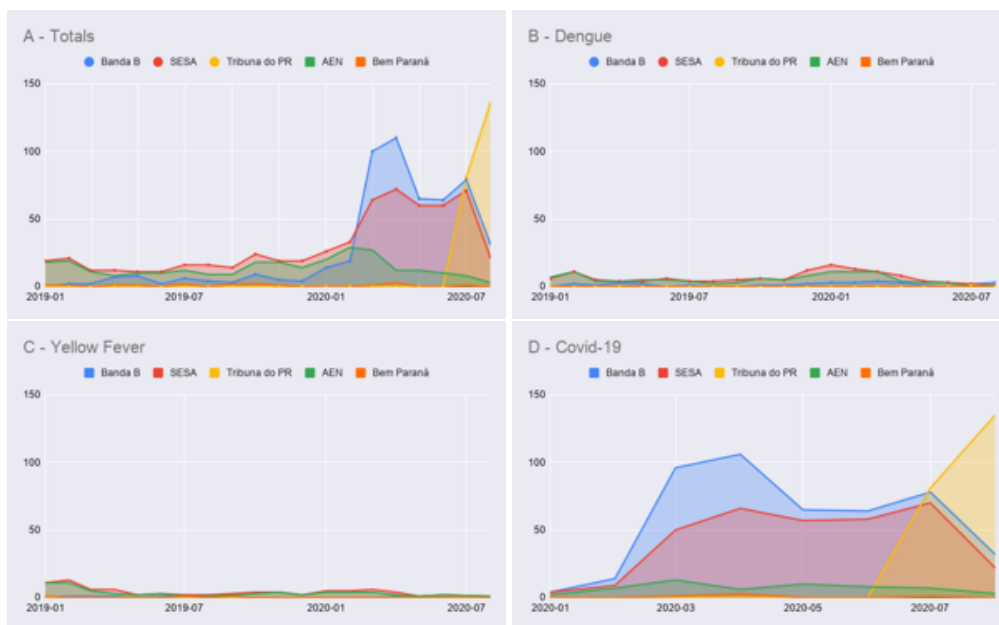 A - Totals
Banda B SESA Tribuna do PR AEN Bem Paraná
150
100
50
0
2019-01 2019-07 2020-01 2020-07
B - Dengue
Banda B SESA Tribuna do PR AEN Bem Paraná
150
100
50
0
2019-01 2019-07 2020-01 2020-07
C - Yellow Fever
Banda B SESA Tribuna do PR AEN Bem Paraná
150
100
50
0
2019-01 2019-07 2020-01 2020-07
D - Covid-19
Banda B SESA Tribuna do PR AEN Bem Paraná
150
100
50
0
2020-01 2020-03 2020-05 2020-07